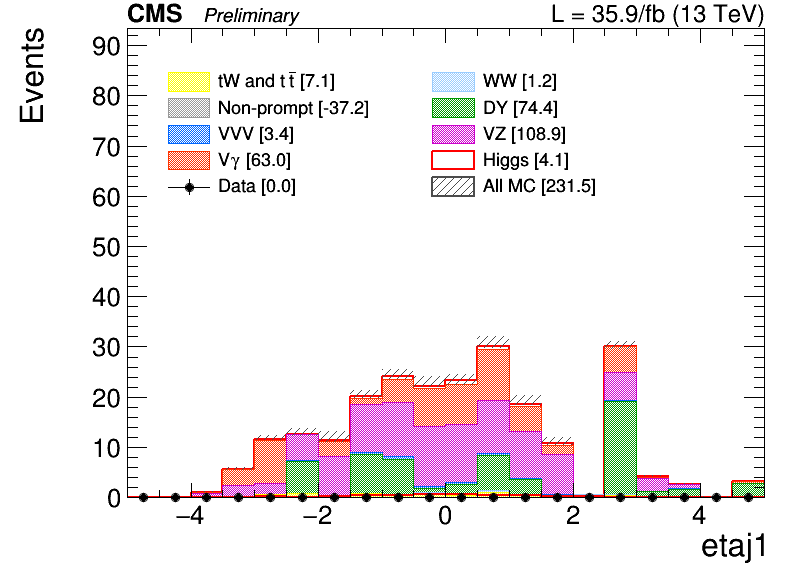 CMS Preliminary L = 35.9/fb (13 TeV)
Events
90
80
70
60
50
40
30
20
10
0
tW and t t̄ [7.1]
Non-prompt [-37.2]
VVV [3.4]
Vγ [63.0]
Data [0.0]
WW [1.2]
DY [74.4]
VZ [108.9]
Higgs [4.1]
All MC [231.5]
−4 −2 0 2 4
etaj1